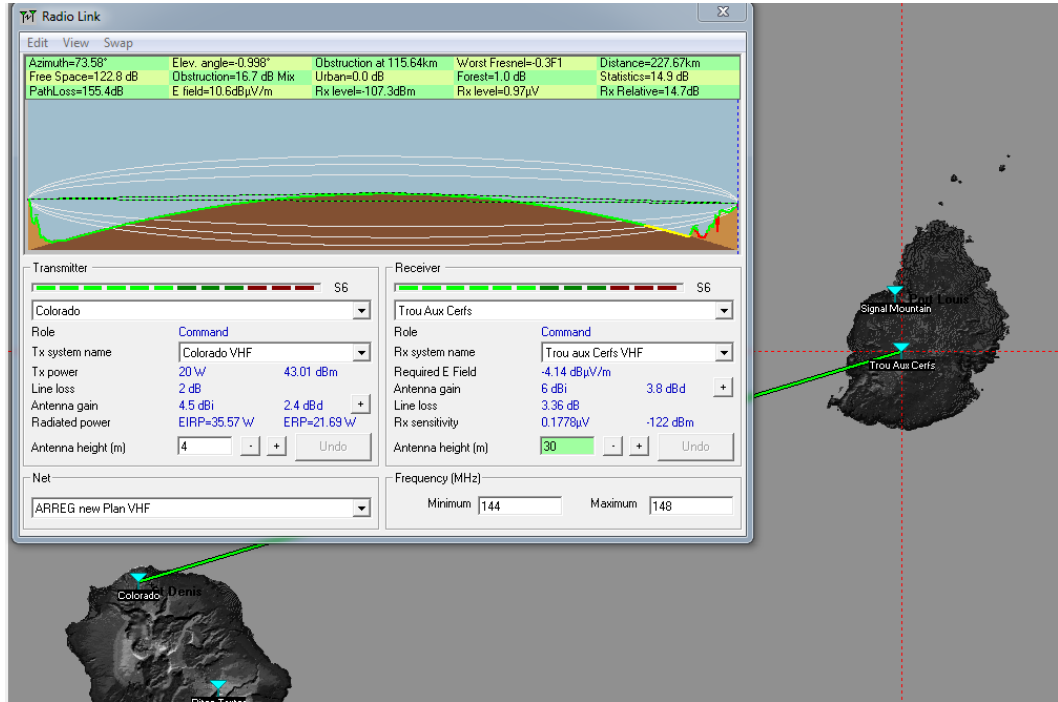 Radio Link
Edit View Swap
Azimuth=73.58° Elev. angle=-0.998° Obstruction at 115.64km Worst Fresnel=-0.3F1 Distance=227.67km
Free Space=122.8 dB Obstruction=16.7 dB Mix Urban=0.0 dB Forest=1.0 dB Statistics=14.9 dB
PathLoss=155.4dB E field=10.6dBµV/m Rx level=-107.3dBm Rx level=0.97µV Rx Relative=14.7dB
Transmitter
S6
Colorado
Role Command
Tx system name Colorado VHF
Tx power 20 W 43.01 dBm
Line loss 2 dB
Antenna gain 4.5 dBi 2.4 dBd +
Radiated power EIRP=35.57 W ERP=21.69 W
Antenna height (m) 4 - + Undo
Net
ARREG new Plan VHF
Receiver
S6
Trou Aux Cerfs
Role Command
Rx system name Trou aux Cerfs VHF
Required E Field -4.14 dBµV/m
Antenna gain 6 dBi 3.8 dBd +
Line loss 3.36 dB
Rx sensitivity 0.1778µV -122 dBm
Antenna height (m) 30 - + Undo
Frequency (MHz)
Minimum 144 Maximum 148
Port Louis
Signal Mountain
Trou Aux Cerfs
Colorado
Denis